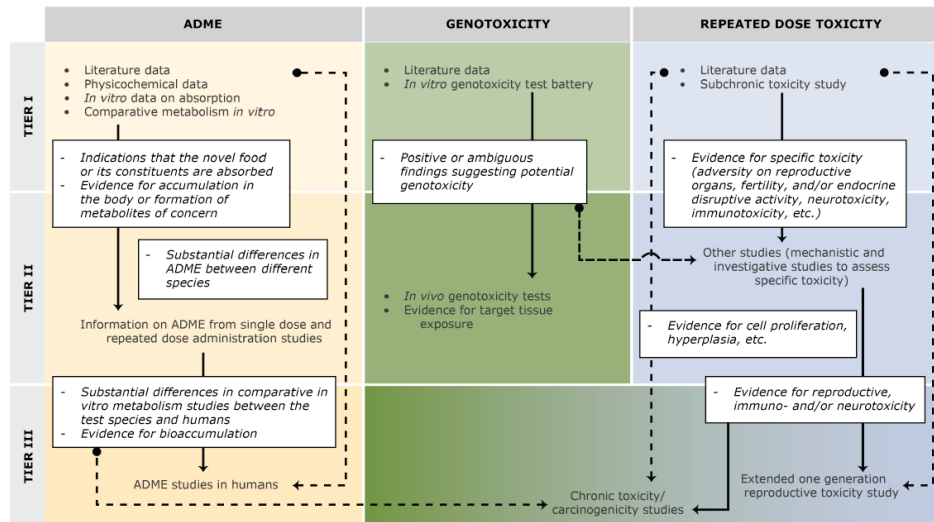 ADME
GENOTOXICITY
REPEATED DOSE TOXICITY
TIER I
• Literature data
• Physicochemical data
• In vitro data on absorption
• Comparative metabolism in vitro
- Indications that the novel food
or its constituents are absorbed
- Evidence for accumulation in
the body or formation of
metabolites of concern
• Literature data
• In vitro genotoxicity test battery
- Positive or ambiguous
findings suggesting potential
genotoxicity
• Literature data
• Subchronic toxicity study
- Evidence for specific toxicity
(adversity on reproductive
organs, fertility, and/or endocrine
disruptive activity, neurotoxicity,
immunotoxicity, etc.)
TIER II
- Substantial differences in
ADME between different
species
Information on ADME from single dose and
repeated dose administration studies
• In vivo genotoxicity tests
• Evidence for target tissue
exposure
Other studies (mechanistic and
investigative studies to assess
specific toxicity)
- Evidence for cell proliferation,
hyperplasia, etc.
TIER III
- Substantial differences in comparative in
vitro metabolism studies between the
test species and humans
- Evidence for bioaccumulation
ADME studies in humans
- Evidence for reproductive,
immuno- and/or neurotoxicity
Chronic toxicity/
carcinogenicity studies
Extended one generation
reproductive toxicity study